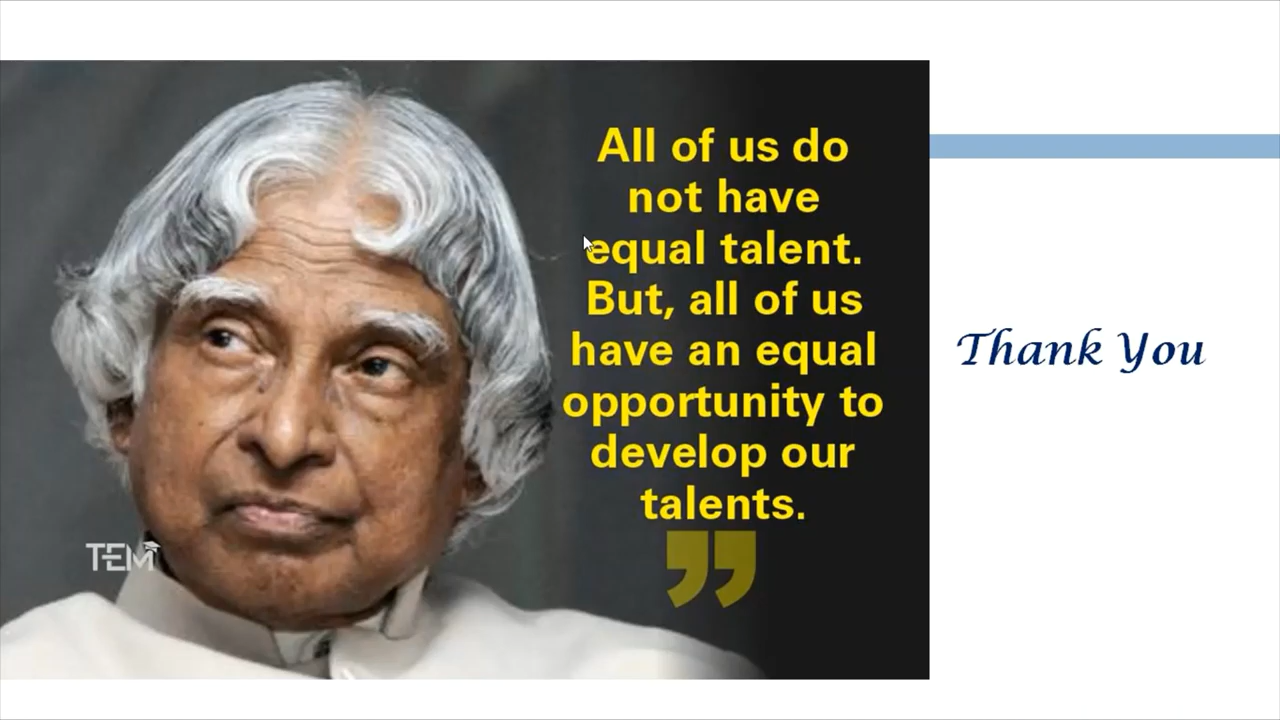 All of us do
not have
equal talent.
But, all of us
have an equal
opportunity to
develop our
talents.
”
Thank You
TEM